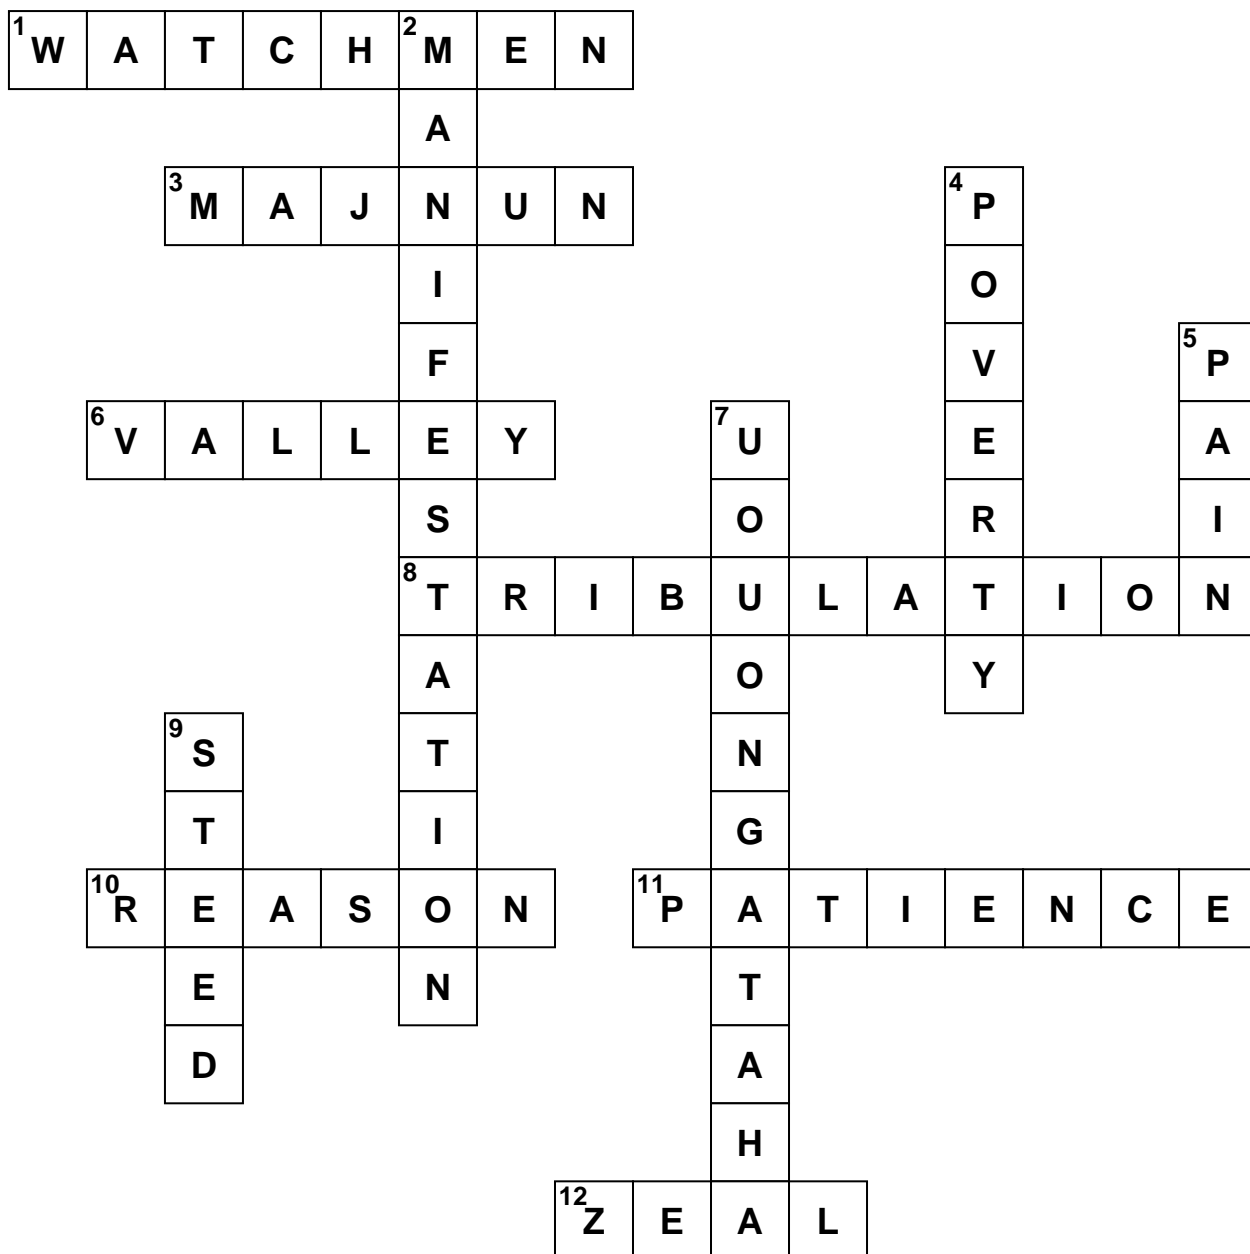 1 W A T C H 2 M E N
A
3 M A J N U N 4 P
I O
F V 5 P
6 V A L L E Y 7 U E A
S O R I
8 T R I B U L A T I O N
A O Y
9 S T N
T I G
10 R E A S O N 11 P A T I E N C E
E N T
D A
H
12 Z E A L